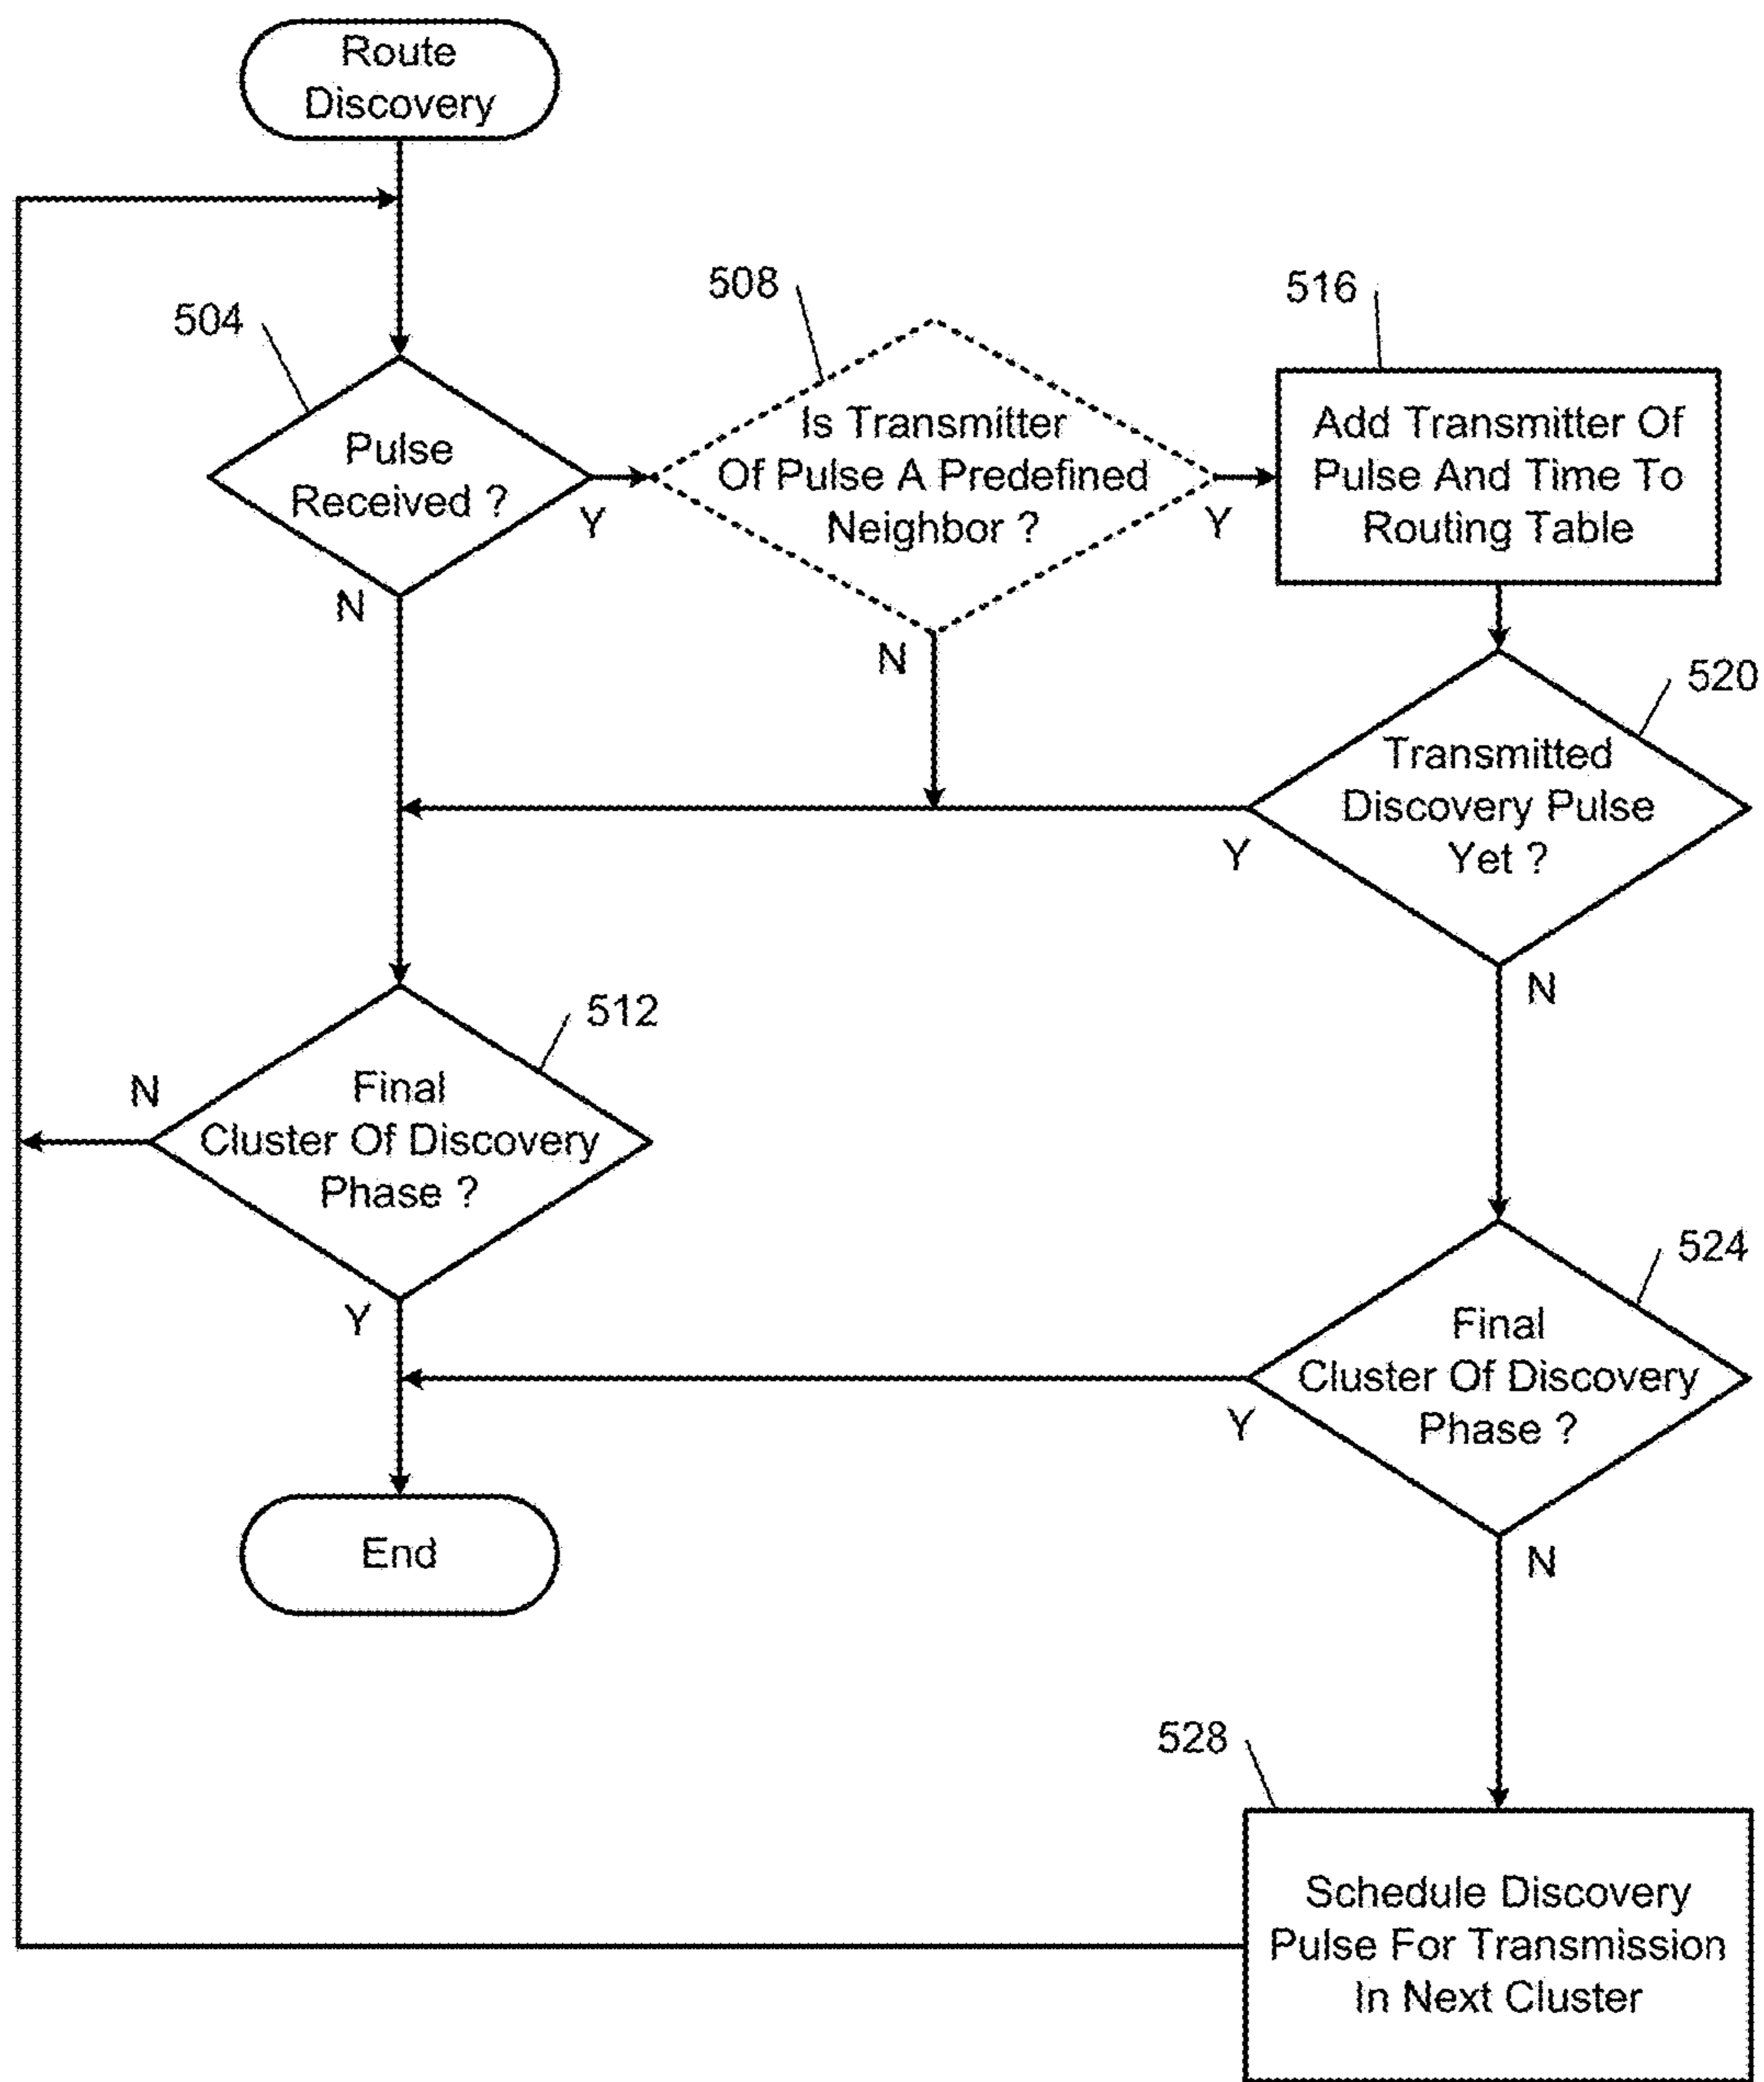 Route
Discovery
504
508
516
Pulse
Received ?
Y
N
Is Transmitter
Of Pulse A Predefined
Neighbor ?
Y
N
Add Transmitter Of
Pulse And Time To
Routing Table
520
Transmitted
Discovery Pulse
Yet ?
Y
N
512
Final
Cluster Of Discovery
Phase ?
N
Y
524
Final
Cluster Of Discovery
Phase ?
Y
N
End
528
Schedule Discovery
Pulse For Transmission
In Next Cluster